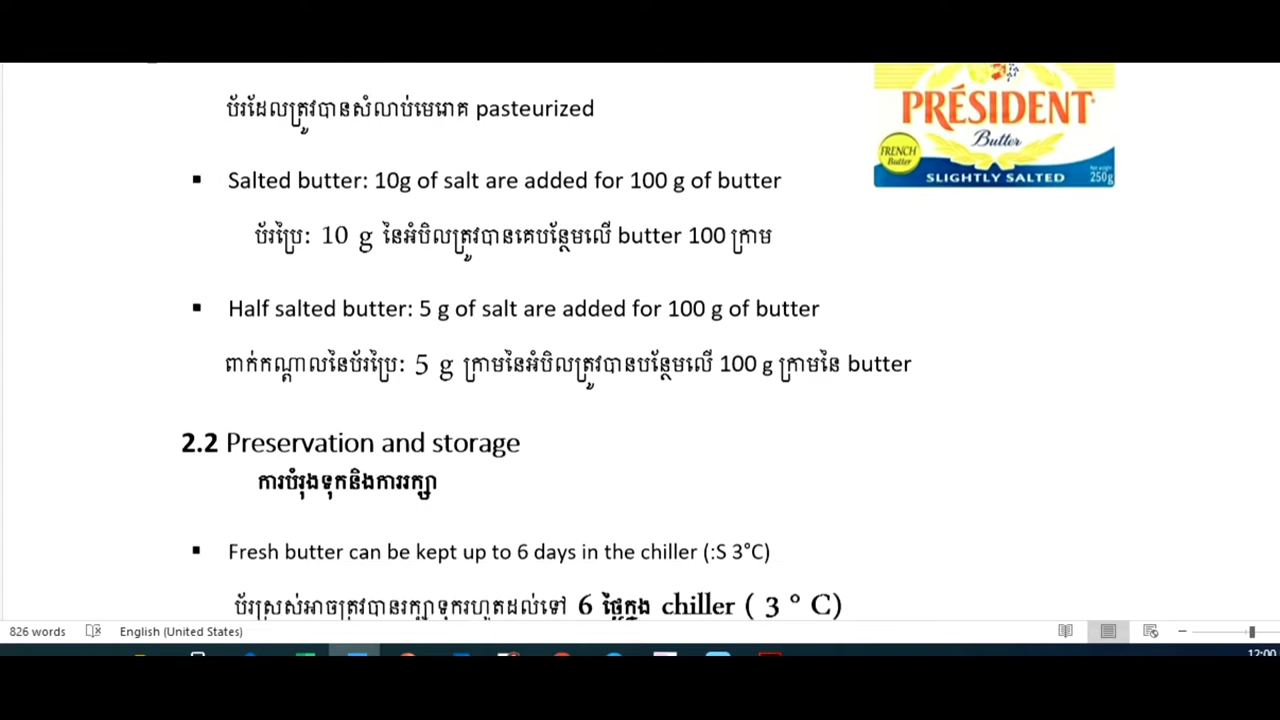 ប័រដែលត្រូវបានសំលាប់មេរោគ pasteurized
PRÉSIDENT
Butter
FRENCH
Butter
SLIGHTLY SALTED
250g
▪ Salted butter: 10g of salt are added for 100 g of butter
ប័រប្រៃ: 10 g នៃអំបិលត្រូវបានគេបន្ថែមលើ butter 100 ក្រាម
▪ Half salted butter: 5 g of salt are added for 100 g of butter
ពាក់កណ្តាលនៃប័រប្រៃ: 5 g ក្រាមនៃអំបិលត្រូវបានបន្ថែមលើ 100 g ក្រាមនៃ butter
2.2 Preservation and storage
ការបំរុងទុកនិងការរក្សា
▪ Fresh butter can be kept up to 6 days in the chiller (:S 3°C)
ប័រស្រស់អាចត្រូវបានរក្សាទុករហូតដល់ទៅ 6 ថ្ងៃក្នុង chiller ( 3 ° C)
826 words English (United States)
12:00